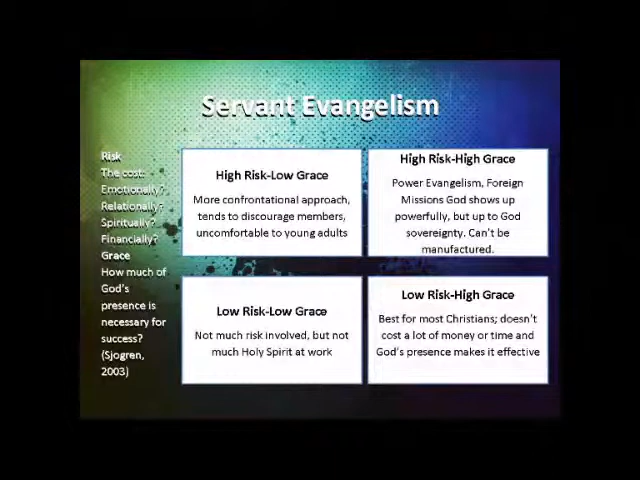 Servant Evangelism
Risk
The cost:
Emotionally?
Relationally?
Spiritually?
Financially?
Grace
How much of
God's
presence is
necessary for
success?
(Sjogren,
2003)
High Risk-Low Grace
More confrontational approach,
tends to discourage members,
uncomfortable to young adults
High Risk-High Grace
Power Evangelism, Foreign
Missions God shows up
powerfully, but up to God
sovereignty. Can't be
manufactured.
Low Risk-Low Grace
Not much risk involved, but not
much Holy Spirit at work
Low Risk-High Grace
Best for most Christians; doesn't
cost a lot of money or time and
God's presence makes it effective